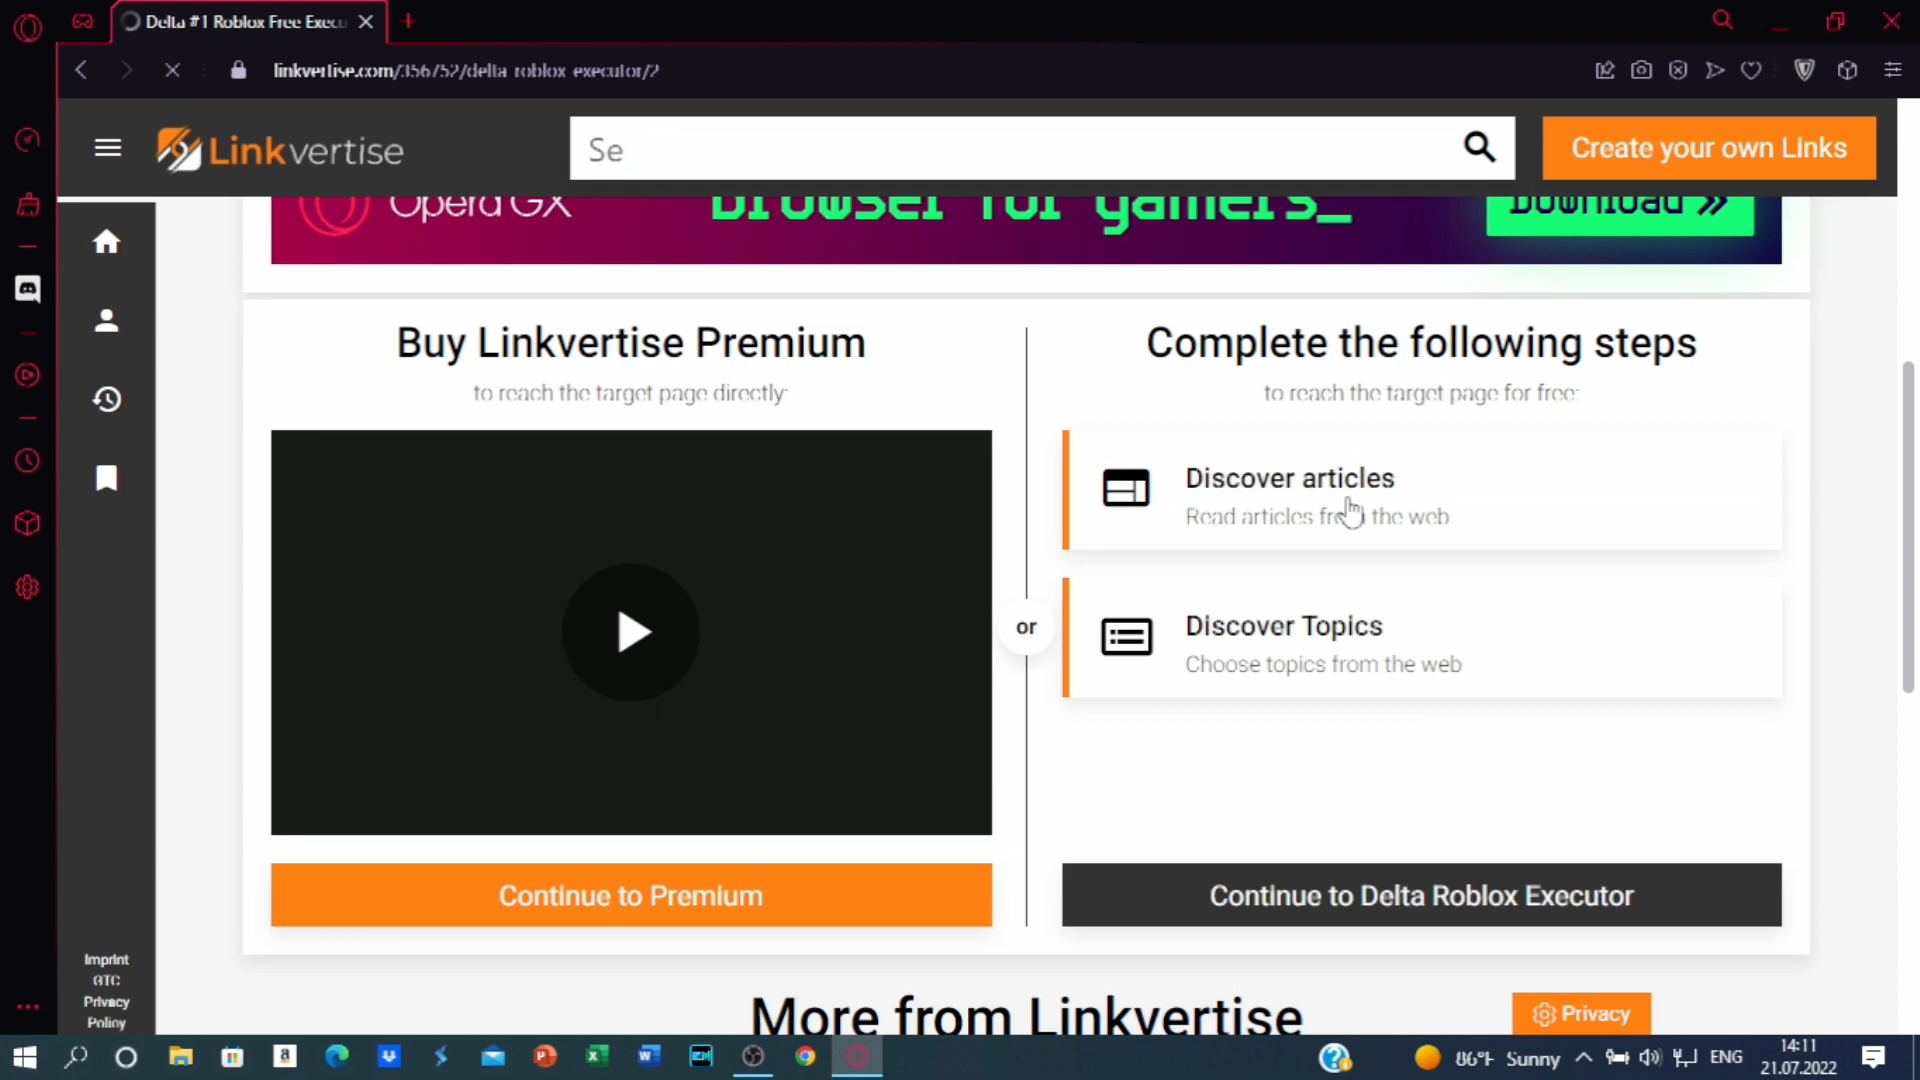 Delta #1 Roblox Free Execu
linkvertise.com/356752/delta roblox executor/2
Linkvertise
Se
Create your own Links
Opera GX
browser for gamers_
Download »
Buy Linkvertise Premium
to reach the target page directly:
Continue to Premium
or
Complete the following steps
to reach the target page for free:
Discover articles
Read articles from the web
Discover Topics
Choose topics from the web
Continue to Delta Roblox Executor
Imprint
GTC
Privacy
Policy
More from Linkvertise
Privacy
86°F Sunny
ENG
14:11
21.07.2022